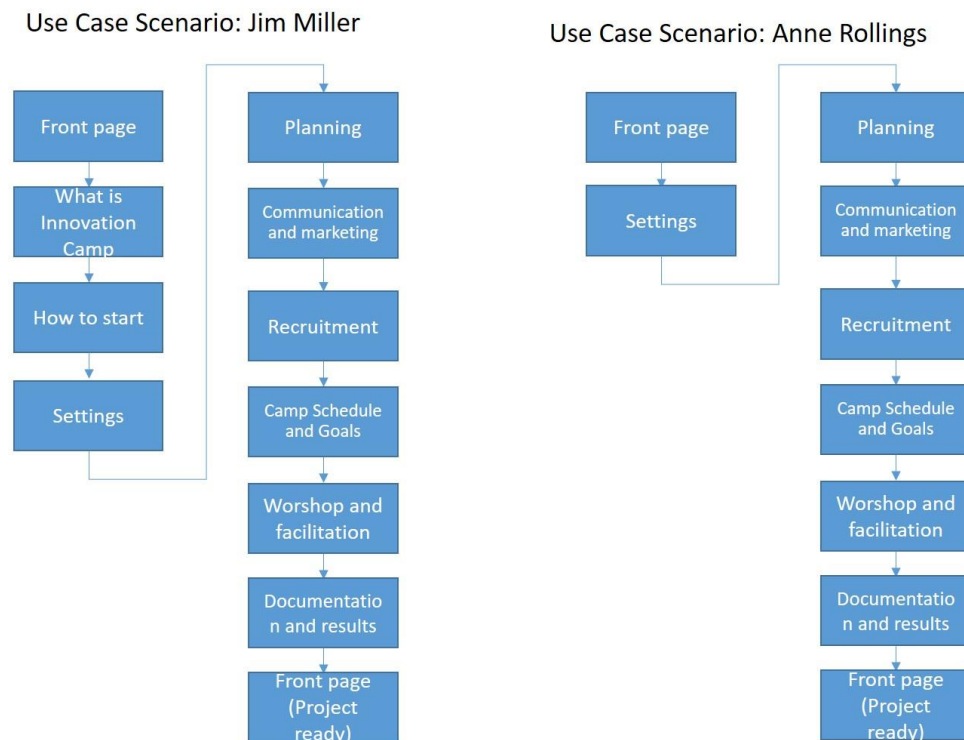 Use Case Scenario: Jim Miller
Front page
What is
Innovation
Camp
How to start
Settings
Planning
Communication
and marketing
Recruitment
Camp Schedule
and Goals
Worshop and
facilitation
Documentatio
n and results
Front page
(Project
ready)
Use Case Scenario: Anne Rollings
Front page
Settings
Planning
Communication
and marketing
Recruitment
Camp Schedule
and Goals
Worshop and
facilitation
Documentatio
n and results
Front page
(Project
ready)